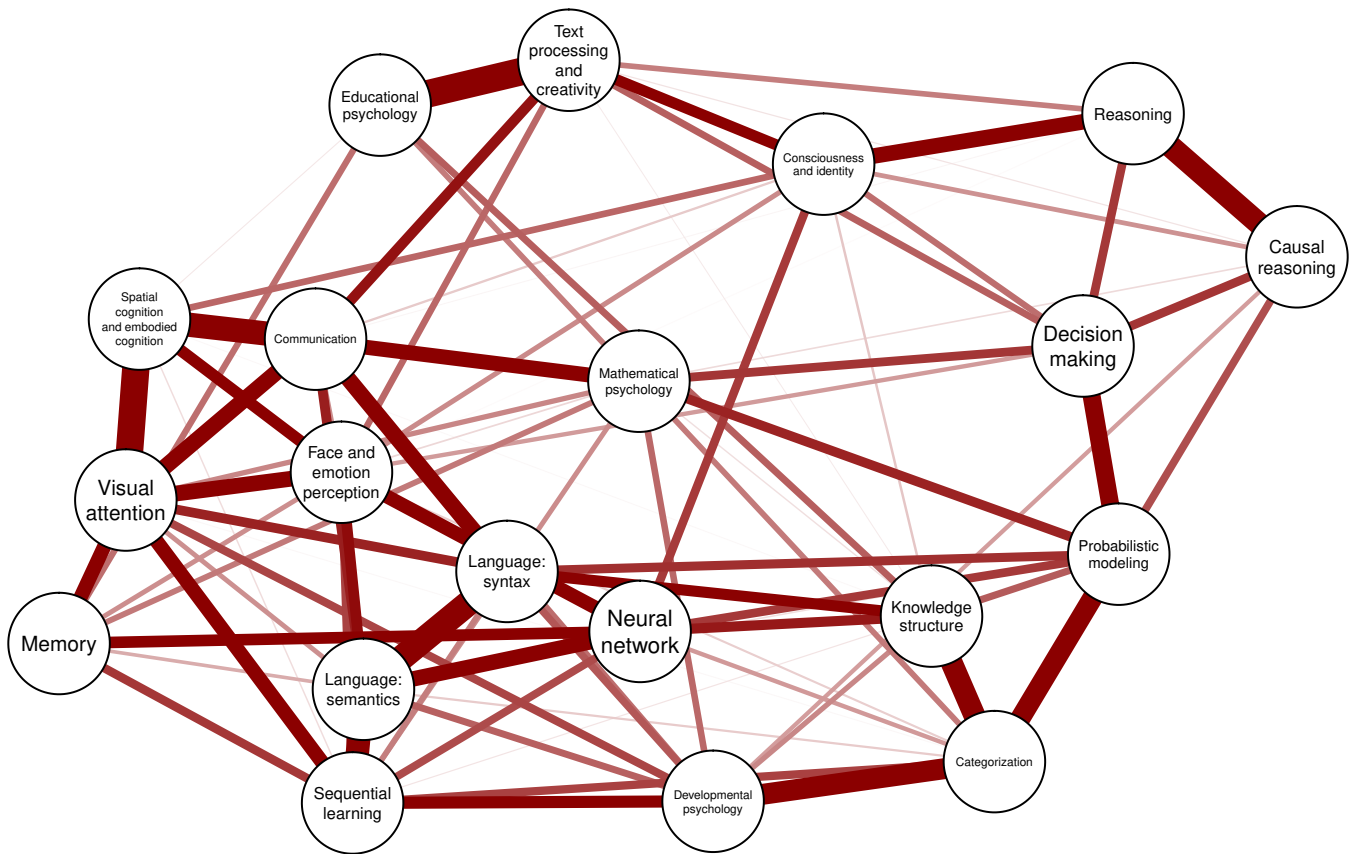 Text
processing
and
creativity
Educational
psychology
Reasoning
Consciousness
and identity
Causal
reasoning
Spatial
cognition
and embodied
cognition
Communication
Decision
making
Mathematical
psychology
Face and
emotion
perception
Visual
attention
Language:
syntax
Probabilistic
modeling
Neural
network
Knowledge
structure
Memory
Language:
semantics
Categorization
Sequential
learning
Developmental
psychology